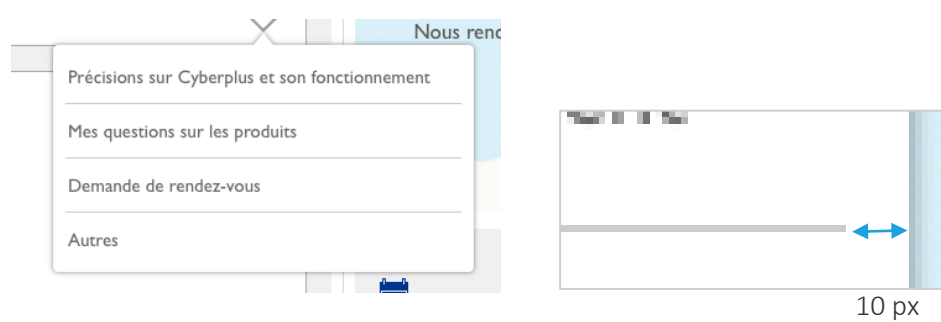 Nous
Précisions sur Cyberplus et son fonctionnement
Mes questions sur les produits
Demande de rendez-vous
Autres
10 px